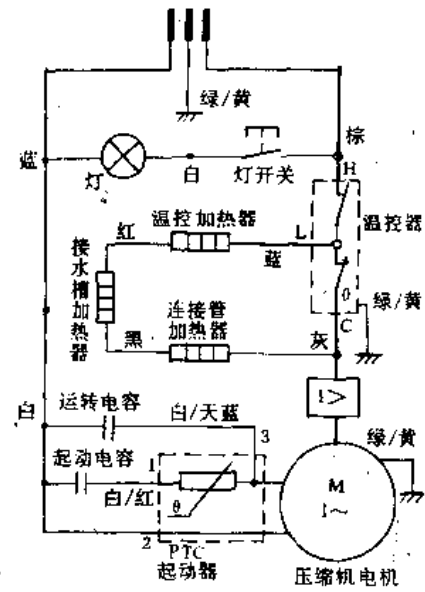 绿/黄
棕
蓝
灯
白
灯开关
H
温控器
红
温控加热器
L
蓝
接水槽加热器
θ
绿/黄
C
黑
连接管
加热器
灰
I>
白
运转电容
白/天蓝
3
绿/黄
起动电容
1
白/红
θ
M
1~
2
PTC
起动器
压缩机电机